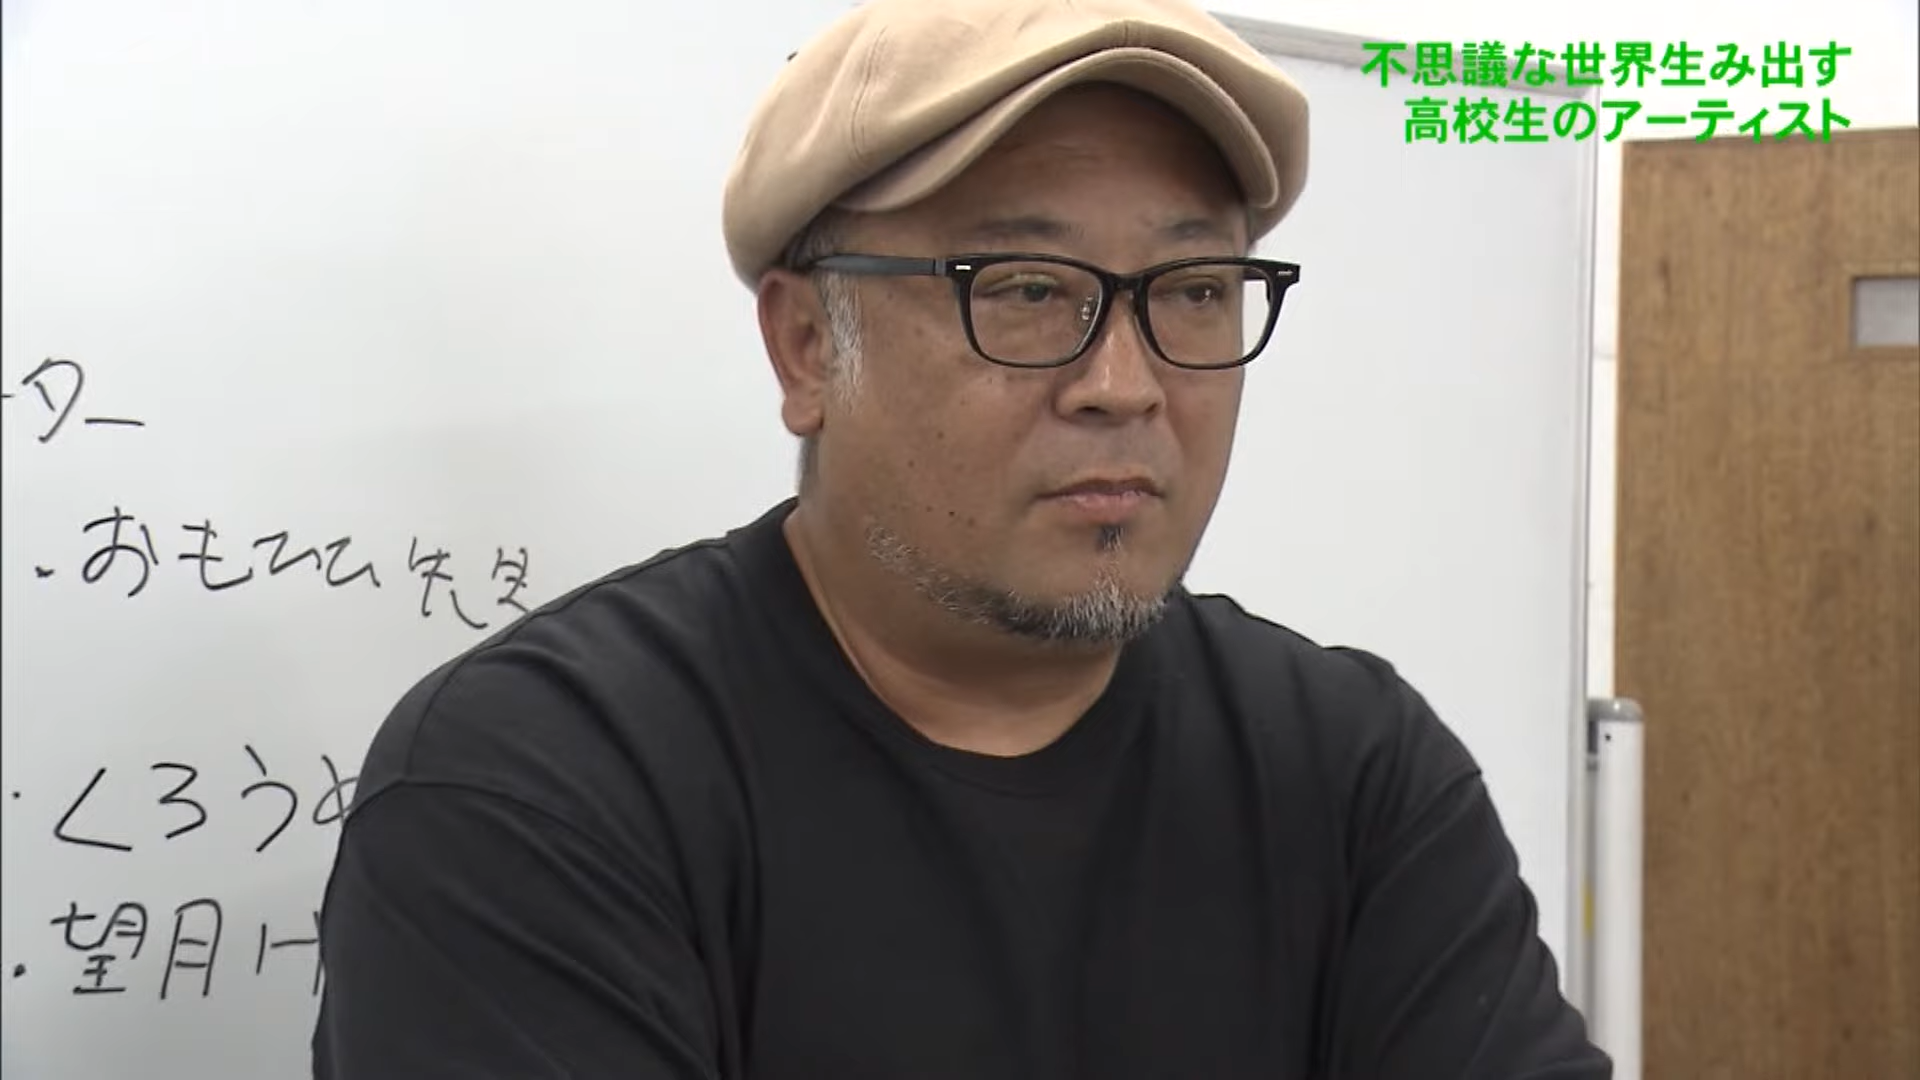 不思議な世界生み出す
高校生のアーティスト
ター
・おもひひ先
・くろうめ
・望月け